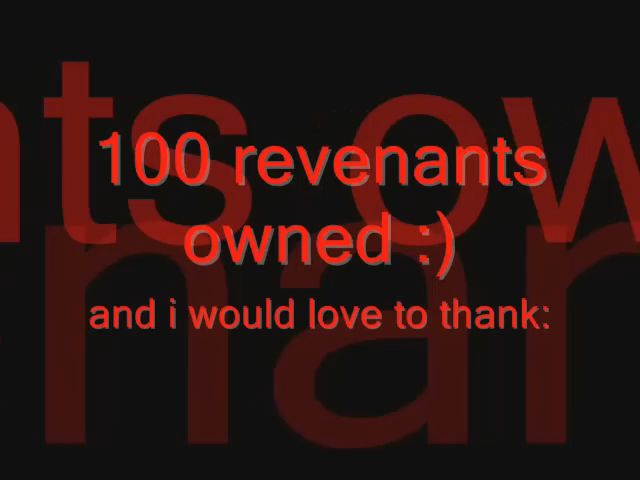 100 revenants
owned :)
and i would love to thank: